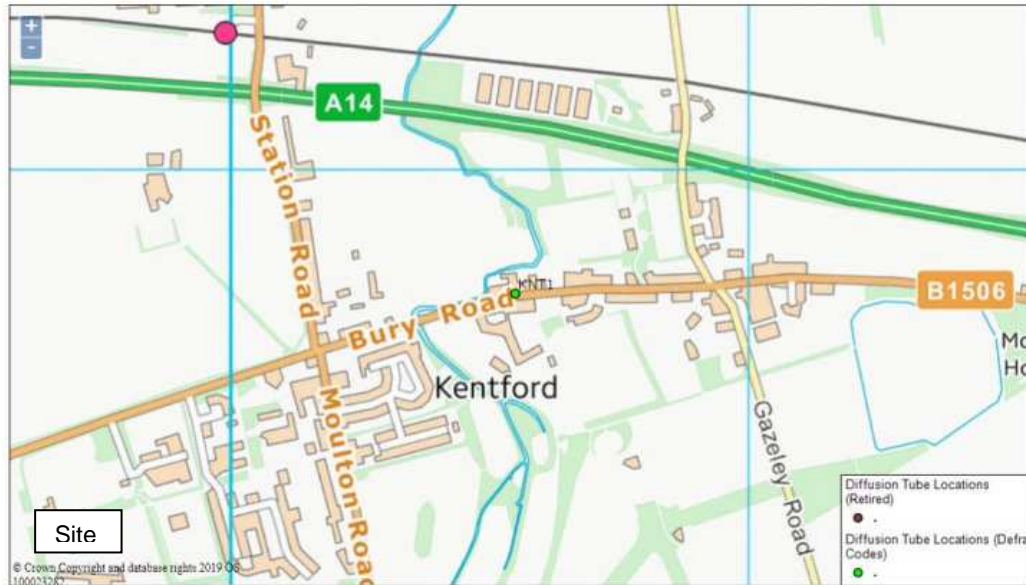 +
-
A14
Station Road
KNT1
Bury Road
B1506
Mo
Ho
Kentford
Moulton Road
Gazeley Road
Diffusion Tube Locations
(Retired)
.
Diffusion Tube Locations (Defra
Codes)
.
Site
© Crown Copyright and database rights 2019 OS
100023282